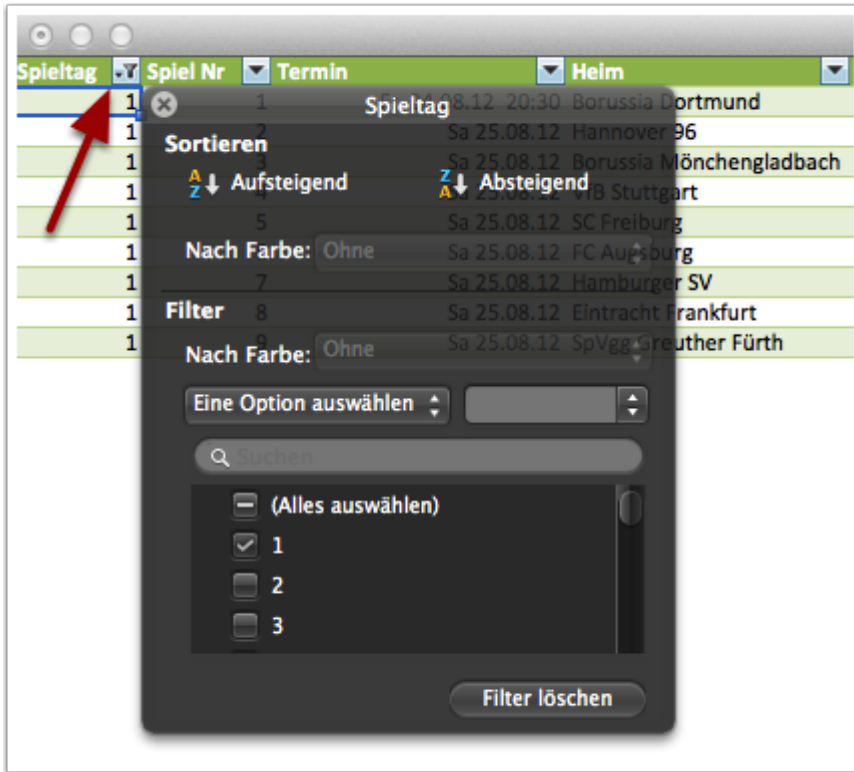 Spieltag Spiel Nr Termin Heim
1 1 24.08.12 20:30 Borussia Dortmund
Spieltag
1 2 Sa 25.08.12 Hannover 96
Sortieren
1 3 Sa 25.08.12 Borussia Mönchengladbach
Aufsteigend Absteigend
1 4 Sa 25.08.12 VfB Stuttgart
1 5 Sa 25.08.12 SC Freiburg
Nach Farbe: Ohne
1 Sa 25.08.12 FC Augsburg
1 7 Sa 25.08.12 Hamburger SV
Filter
1 8 Sa 25.08.12 Eintracht Frankfurt
1 9 Sa 25.08.12 SpVgg Greuther Fürth
Nach Farbe: Ohne
Eine Option auswählen
Suchen
(Alles auswählen)
1
2
3
Filter löschen